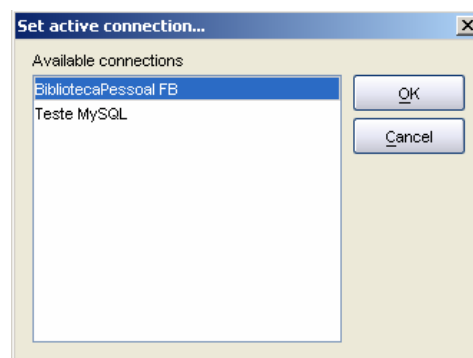 Set active connection...
Available connections
BibliotecaPessoal FB
Teste MySQL
OK
Cancel